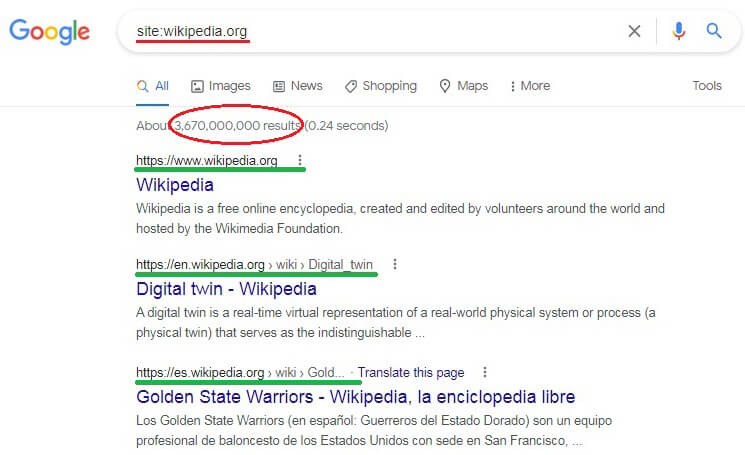 Google
site:wikipedia.org
All Images News Shopping Maps More Tools
About 3,670,000,000 results (0.24 seconds)
https://www.wikipedia.org
Wikipedia
Wikipedia is a free online encyclopedia, created and edited by volunteers around the world and
hosted by the Wikimedia Foundation.
https://en.wikipedia.org › wiki › Digital_twin
Digital twin - Wikipedia
A digital twin is a real-time virtual representation of a real-world physical system or process (a
physical twin) that serves as the indistinguishable ...
https://es.wikipedia.org › wiki › Gold... · Translate this page
Golden State Warriors - Wikipedia, la enciclopedia libre
Los Golden State Warriors (en español: Guerreros del Estado Dorado) son un equipo
profesional de baloncesto de los Estados Unidos con sede en San Francisco, ...